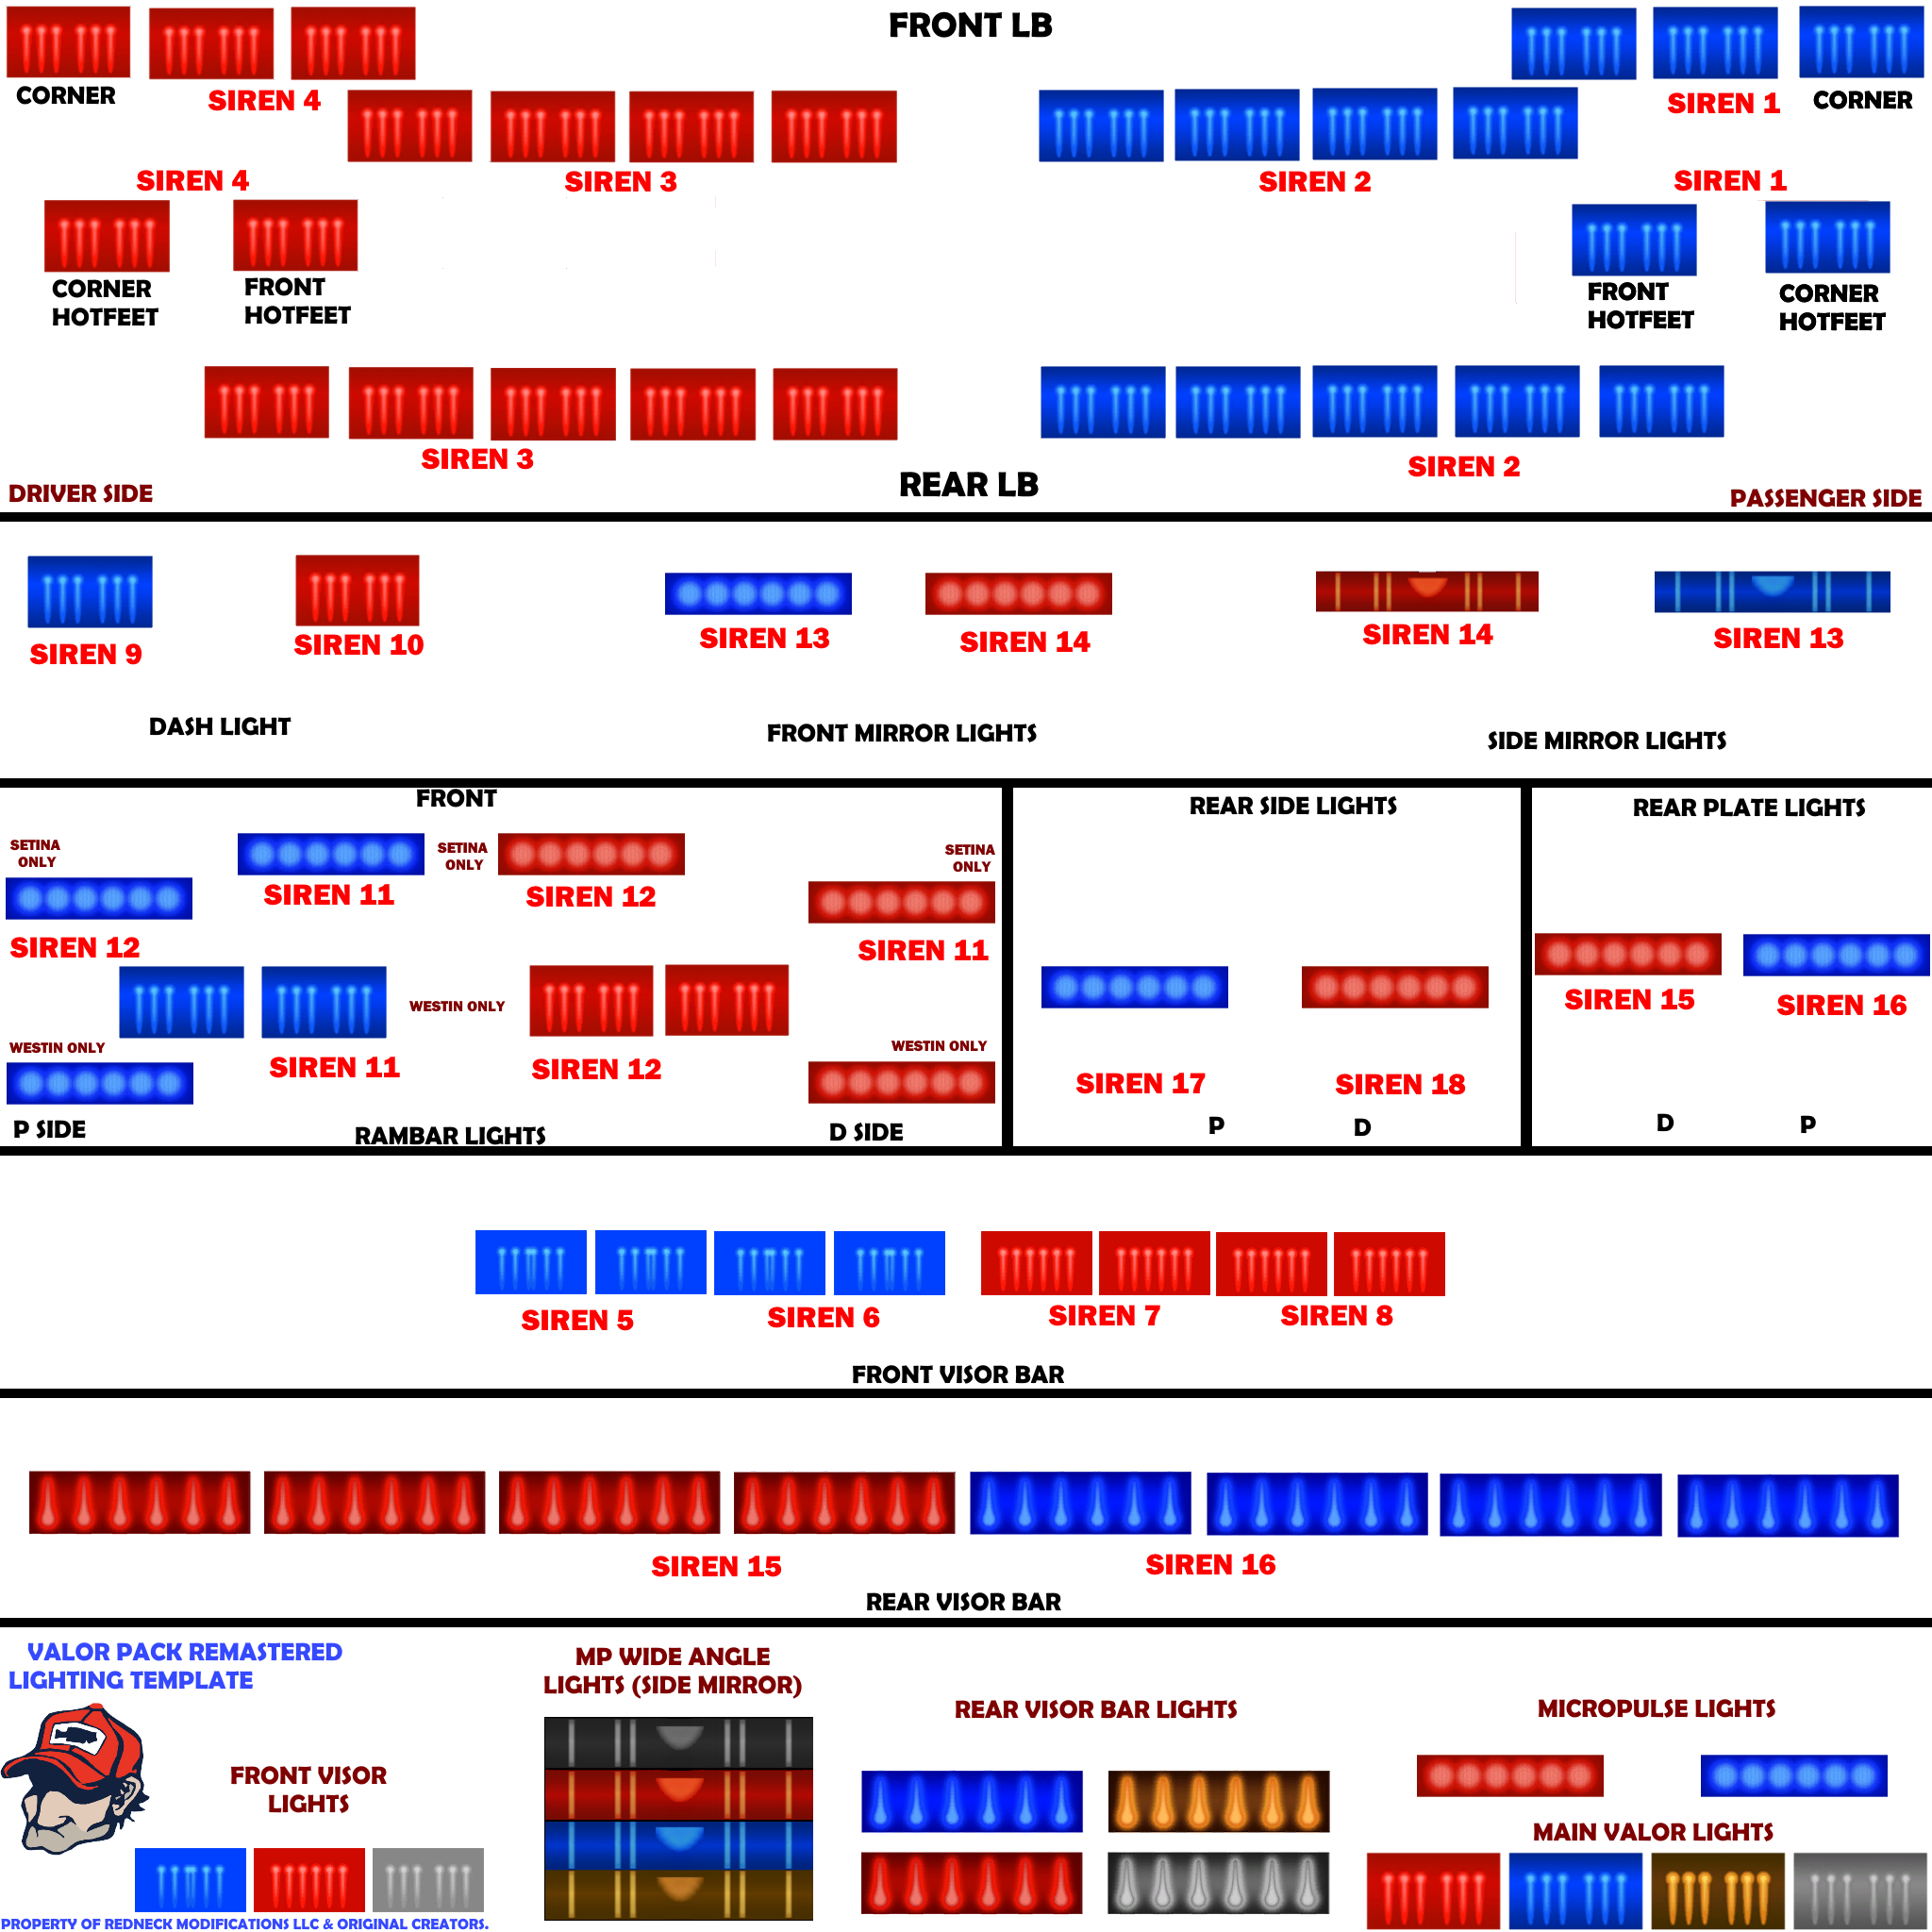 FRONT LB
CORNER
SIREN 4
SIREN 1
CORNER
SIREN 4
SIREN 3
SIREN 2
SIREN 1
CORNER
HOTFEET
FRONT
HOTFEET
FRONT
HOTFEET
CORNER
HOTFEET
SIREN 3
SIREN 2
DRIVER SIDE
REAR LB
PASSENGER SIDE
SIREN 9
SIREN 10
SIREN 13
SIREN 14
SIREN 14
SIREN 13
DASH LIGHT
FRONT MIRROR LIGHTS
SIDE MIRROR LIGHTS
FRONT
SETINA
ONLY
SIREN 11
SETINA
ONLY
SIREN 12
SETINA
ONLY
SIREN 12
SIREN 11
WESTIN ONLY
WESTIN ONLY
SIREN 11
SIREN 12
WESTIN ONLY
P SIDE
RAMBAR LIGHTS
D SIDE
REAR SIDE LIGHTS
SIREN 17
SIREN 18
P
D
REAR PLATE LIGHTS
SIREN 15
SIREN 16
D
P
SIREN 5
SIREN 6
SIREN 7
SIREN 8
FRONT VISOR BAR
SIREN 15
SIREN 16
REAR VISOR BAR
VALOR PACK REMASTERED
LIGHTING TEMPLATE
FRONT VISOR
LIGHTS
MP WIDE ANGLE
LIGHTS (SIDE MIRROR)
REAR VISOR BAR LIGHTS
MICROPULSE LIGHTS
MAIN VALOR LIGHTS
PROPERTY OF REDNECK MODIFICATIONS LLC & ORIGINAL CREATORS.